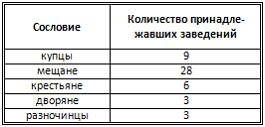 Сословие Количество принадле-
жавших заведений
купцы 9
мещане 28
крестьяне 6
дворяне 3
разночинцы 3